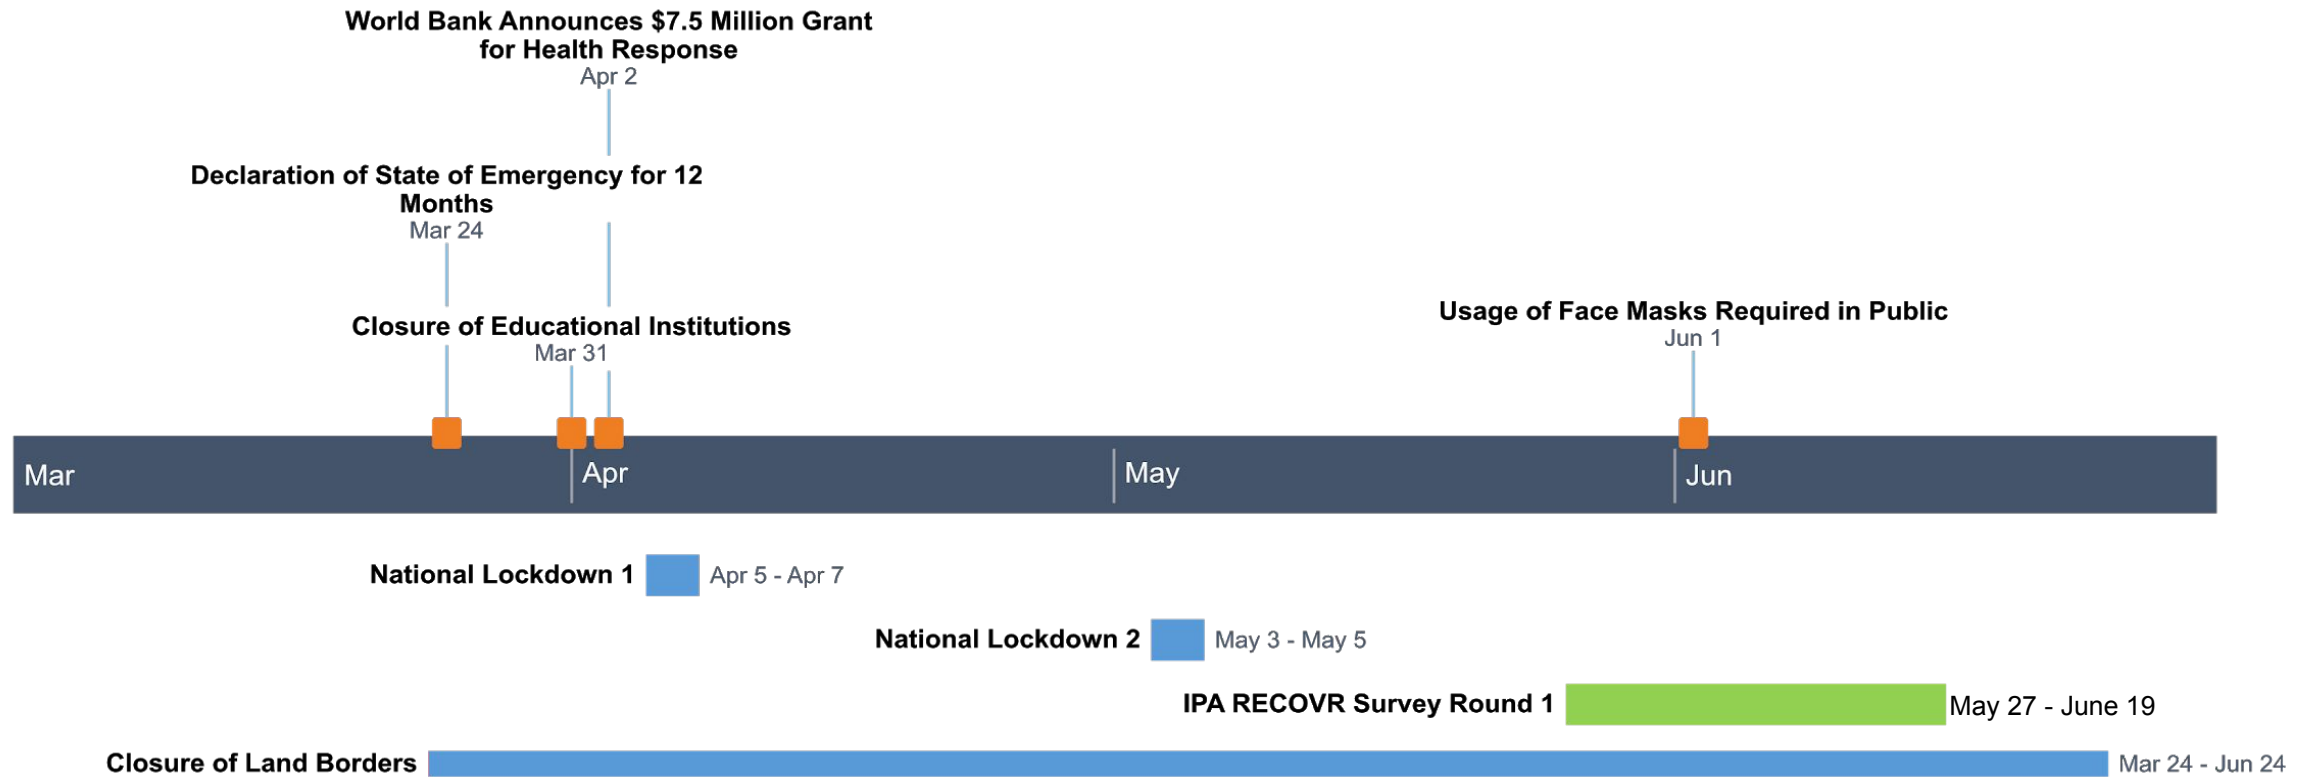 World Bank Announces $7.5 Million Grant
for Health Response
Apr 2
Declaration of State of Emergency for 12
Months
Mar 24
Closure of Educational Institutions
Mar 31
Usage of Face Masks Required in Public
Jun 1
Mar
Apr
May
Jun
National Lockdown 1
Apr 5 - Apr 7
National Lockdown 2
May 3 - May 5
IPA RECOVR Survey Round 1
May 27 - June 19
Closure of Land Borders
Mar 24 - Jun 24